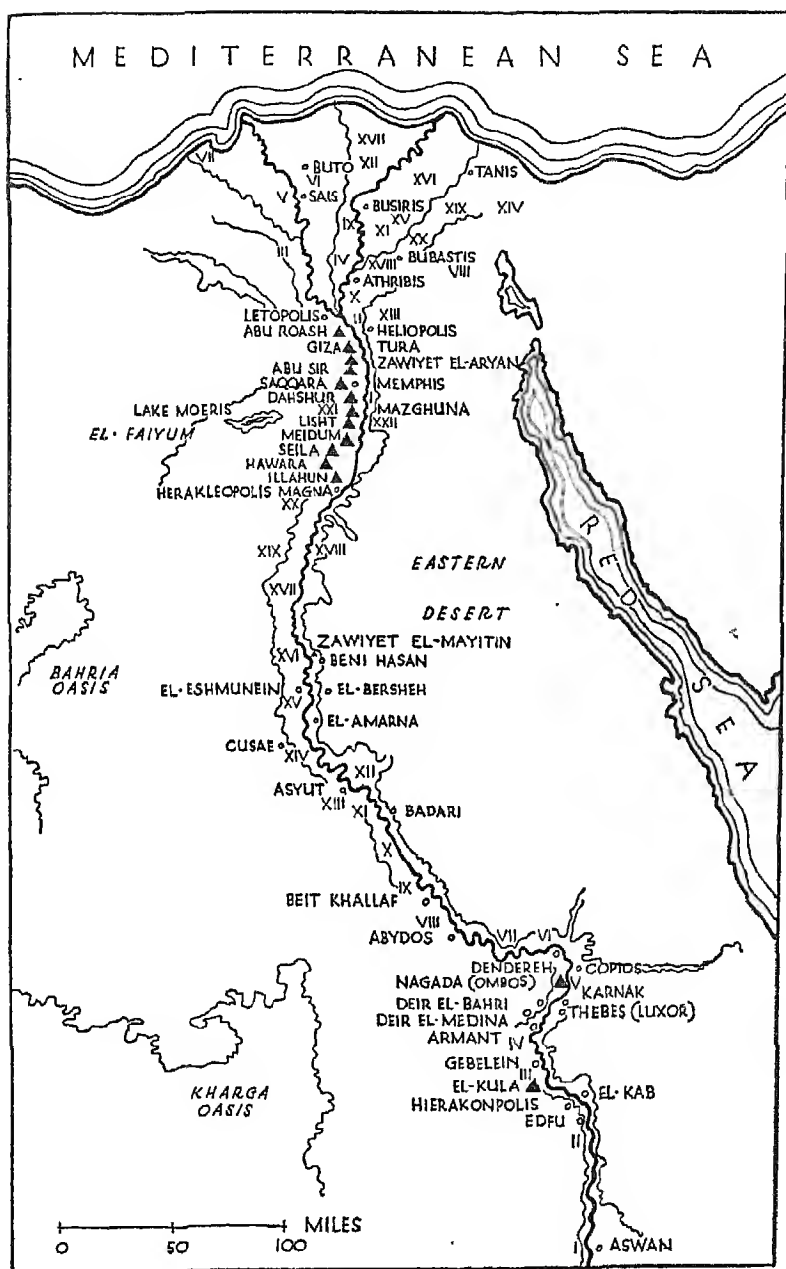 MEDITERRANEAN SEA
VII
XVII
XII
BUTO
VI
SAIS
V
XVI
TANIS
BUSIRIS
IX
XI
XV
XIX
XIV
XX
III
IV
XVIII
BUBASTIS
VIII
ATHRIBIS
X
LETOPOLIS
II
XIII
ABU ROASH
HELIOPOLIS
GIZA
TURA
ZAWIYET EL-ARYAN
ABU SIR
SAQQARA
MEMPHIS
DAHSHUR
I
LAKE MOERIS
XXI
MAZGHUNA
LISHT
XXII
EL-FAIYUM
MEIDUM
SEILA
HAWARA
ILLAHUN
HERAKLEOPOLIS MAGNA
XX
XIX
XVIII
EASTERN
DESERT
RED SEA
XVII
ZAWIYET EL-MAYITIN
XVI
BENI HASAN
BAHRIA
OASIS
EL-ESHMUNEIN
EL-BERSHEH
XV
EL-AMARNA
CUSAE
XIV
XII
ASYUT
XIII
XI
BADARI
X
IX
BEIT KHALLAF
VIII
ABYDOS
VII
VI
DENDEREH
COPTOS
NAGADA (OMBOS)
V
KARNAK
DEIR EL-BAHRI
THEBES (LUXOR)
DEIR EL-MEDINA
ARMANT
IV
GEBELEIN
III
EL-KULA
EL-KAB
HIERAKONPOLIS
EDFU
II
KHARGA
OASIS
MILES
0 50 100
I
ASWAN